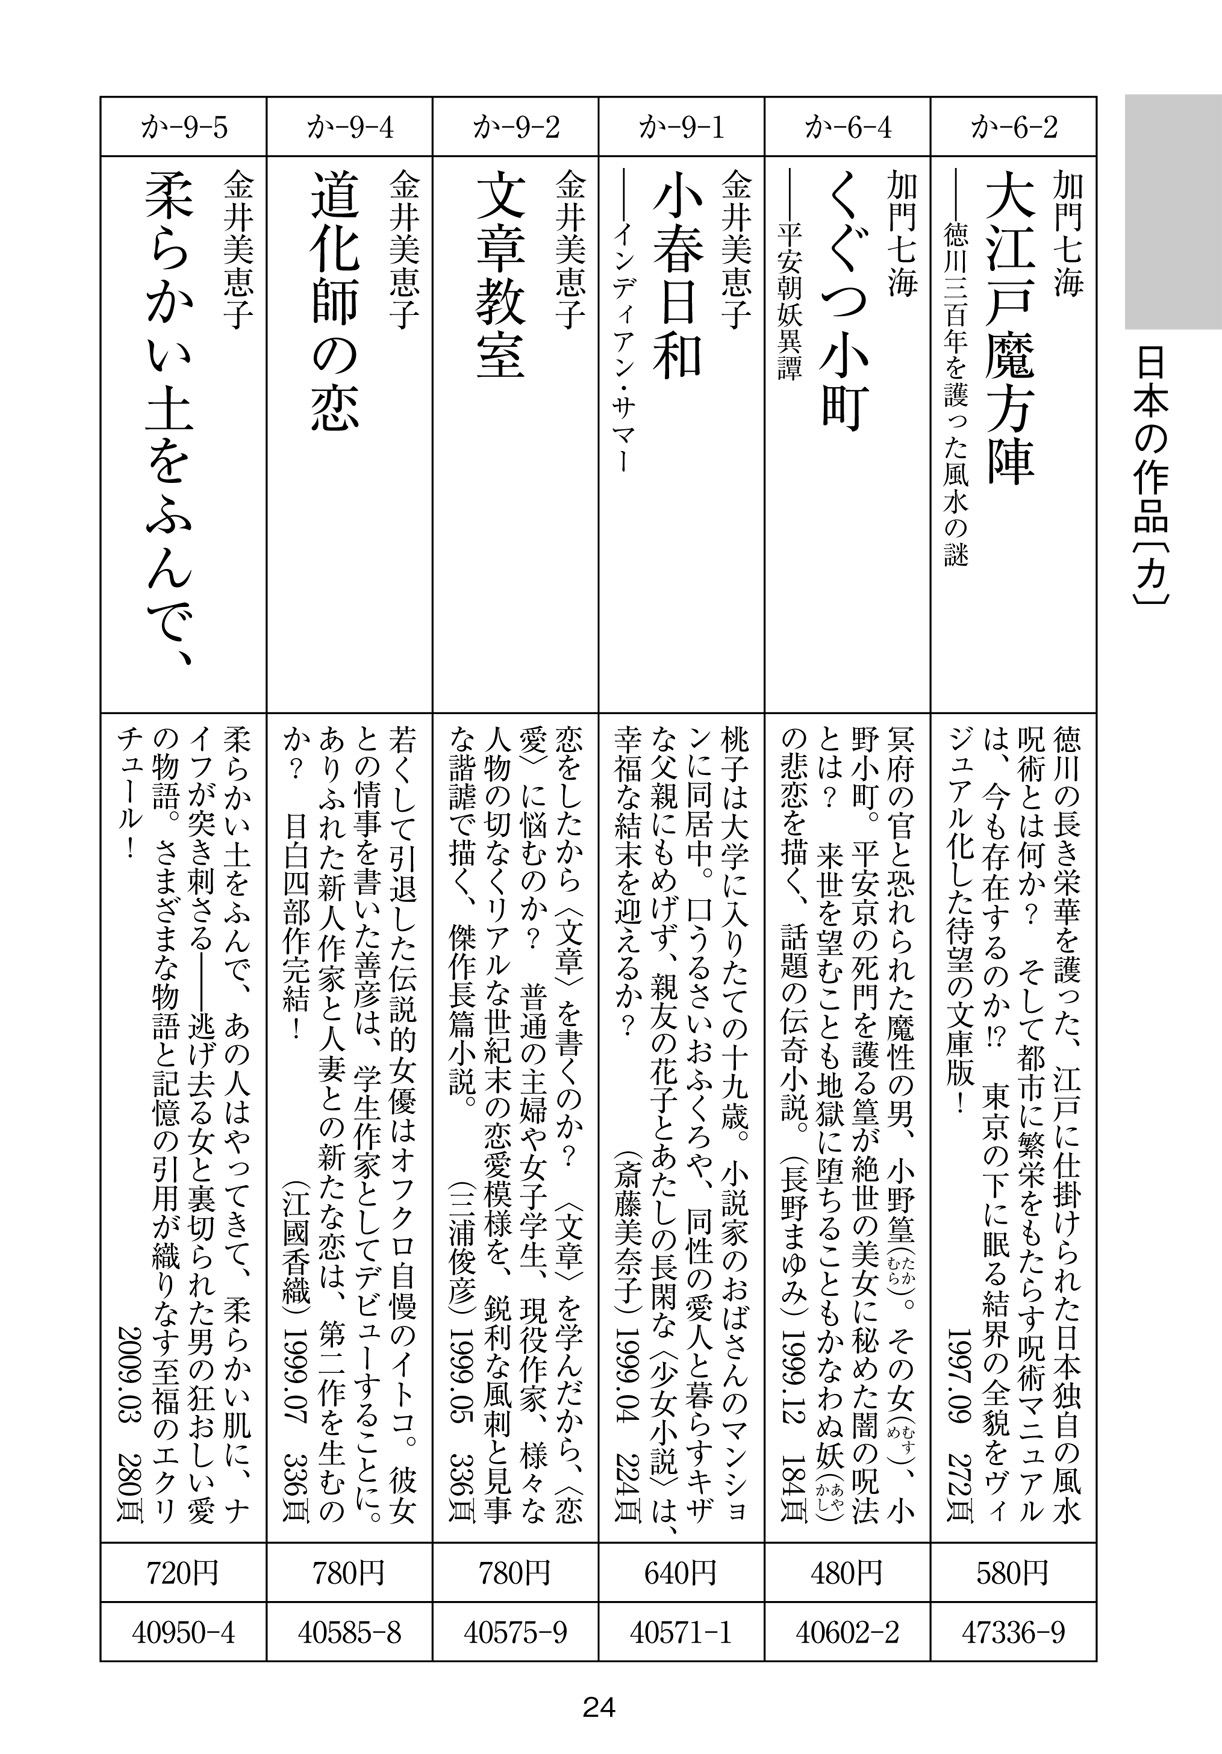 日本の作品〔カ〕
か-6-2
加門七海
大江戸魔方陣
――徳川三百年を護った風水の謎
徳川の長き栄華を護った、江戸に仕掛けられた日本独自の風水
呪術とは何か？　そして都市に繁栄をもたらす呪術マニュアル
は、今も存在するのか!?　東京の下に眠る結界の全貌をヴィ
ジュアル化した待望の文庫版！
1997.09　272頁
580円
47336-9
か-6-4
加門七海
くぐつ小町
――平安朝妖異譚
冥府の官と恐れられた魔性の男、小野篁（たかむら）。その女（むすめ）、小
野小町。平安京の死門を護る篁が絶世の美女に秘めた闇の呪法
とは？　来世を望むことも地獄に堕ちることもかなわぬ妖（あやかし）
の悲恋を描く、話題の伝奇小説。（長野まゆみ）1999.12　184頁
480円
40602-2
か-9-1
金井美恵子
小春日和
――インディアン・サマー
桃子は大学に入りたての十九歳。小説家のおばさんのマンショ
ンに同居中。口うるさいおふくろや、同性の愛人と暮らすキザ
な父親にもめげず、親友の花子とあたしの長閑な〈少女小説〉は、
幸福な結末を迎えるか？　（斎藤美奈子）1999.04　224頁
640円
40571-1
か-9-2
金井美恵子
文章教室
恋をしたから〈文章〉を書くのか？　〈文章〉を学んだから、〈恋
愛〉に悩むのか？　普通の主婦や女子学生、現役作家、様々な
人物の切なくリアルな世紀末の恋愛模様を、鋭利な風刺と見事
な諧謔で描く、傑作長篇小説。　（三浦俊彦）1999.05　336頁
780円
40575-9
か-9-4
金井美恵子
道化師の恋
若くして引退した伝説的女優はオフクロ自慢のイトコ。彼女
との情事を書いた善彦は、学生作家としてデビューすることに。
ありふれた新人作家と人妻との新たな恋は、第二作を生むの
か？　目白四部作完結！　（江國香織）1999.07　336頁
780円
40585-8
か-9-5
金井美恵子
柔らかい土をふんで、
柔らかい土をふんで、あの人はやってきて、柔らかい肌に、ナ
イフが突き刺さる――逃げ去る女と裏切られた男の狂おしい愛
の物語。さまざまな物語と記憶の引用が織りなす至福のエクリ
チュール！
2009.03　280頁
720円
40950-4
24